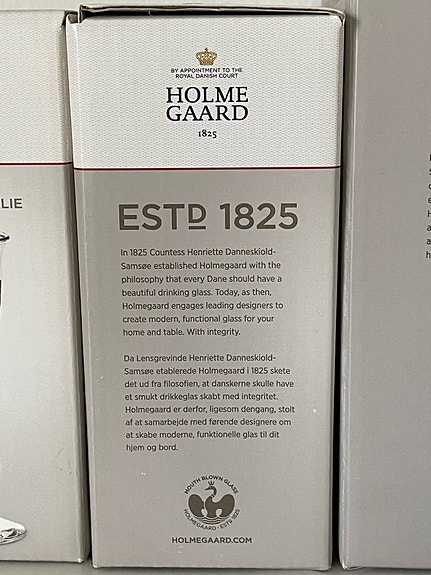 BY APPOINTMENT TO THE
ROYAL DANISH COURT
HOLME
GAARD
1825
LIE
ESTD 1825
In 1825 Countess Henriette Danneskiold-
Samsøe established Holmegaard with the
philosophy that every Dane should have a
beautiful drinking glass. Today, as then,
Holmegaard engages leading designers to
create modern, functional glass for your
home and table. With integrity.
Da Lensgrevinde Henriette Danneskiold-
Samsøe etablerede Holmegaard i 1825 skete
det ud fra filosofien, at danskerne skulle have
et smukt drikkeglas skabt med integritet.
Holmegaard er derfor, ligesom dengang, stolt
af at samarbejde med førende designere om
at skabe moderne, funktionelle glas til dit
hjem og bord.
MOUTH BLOWN GLASS
HOLMEGAARD · ESTD 1825
HOLMEGAARD.COM